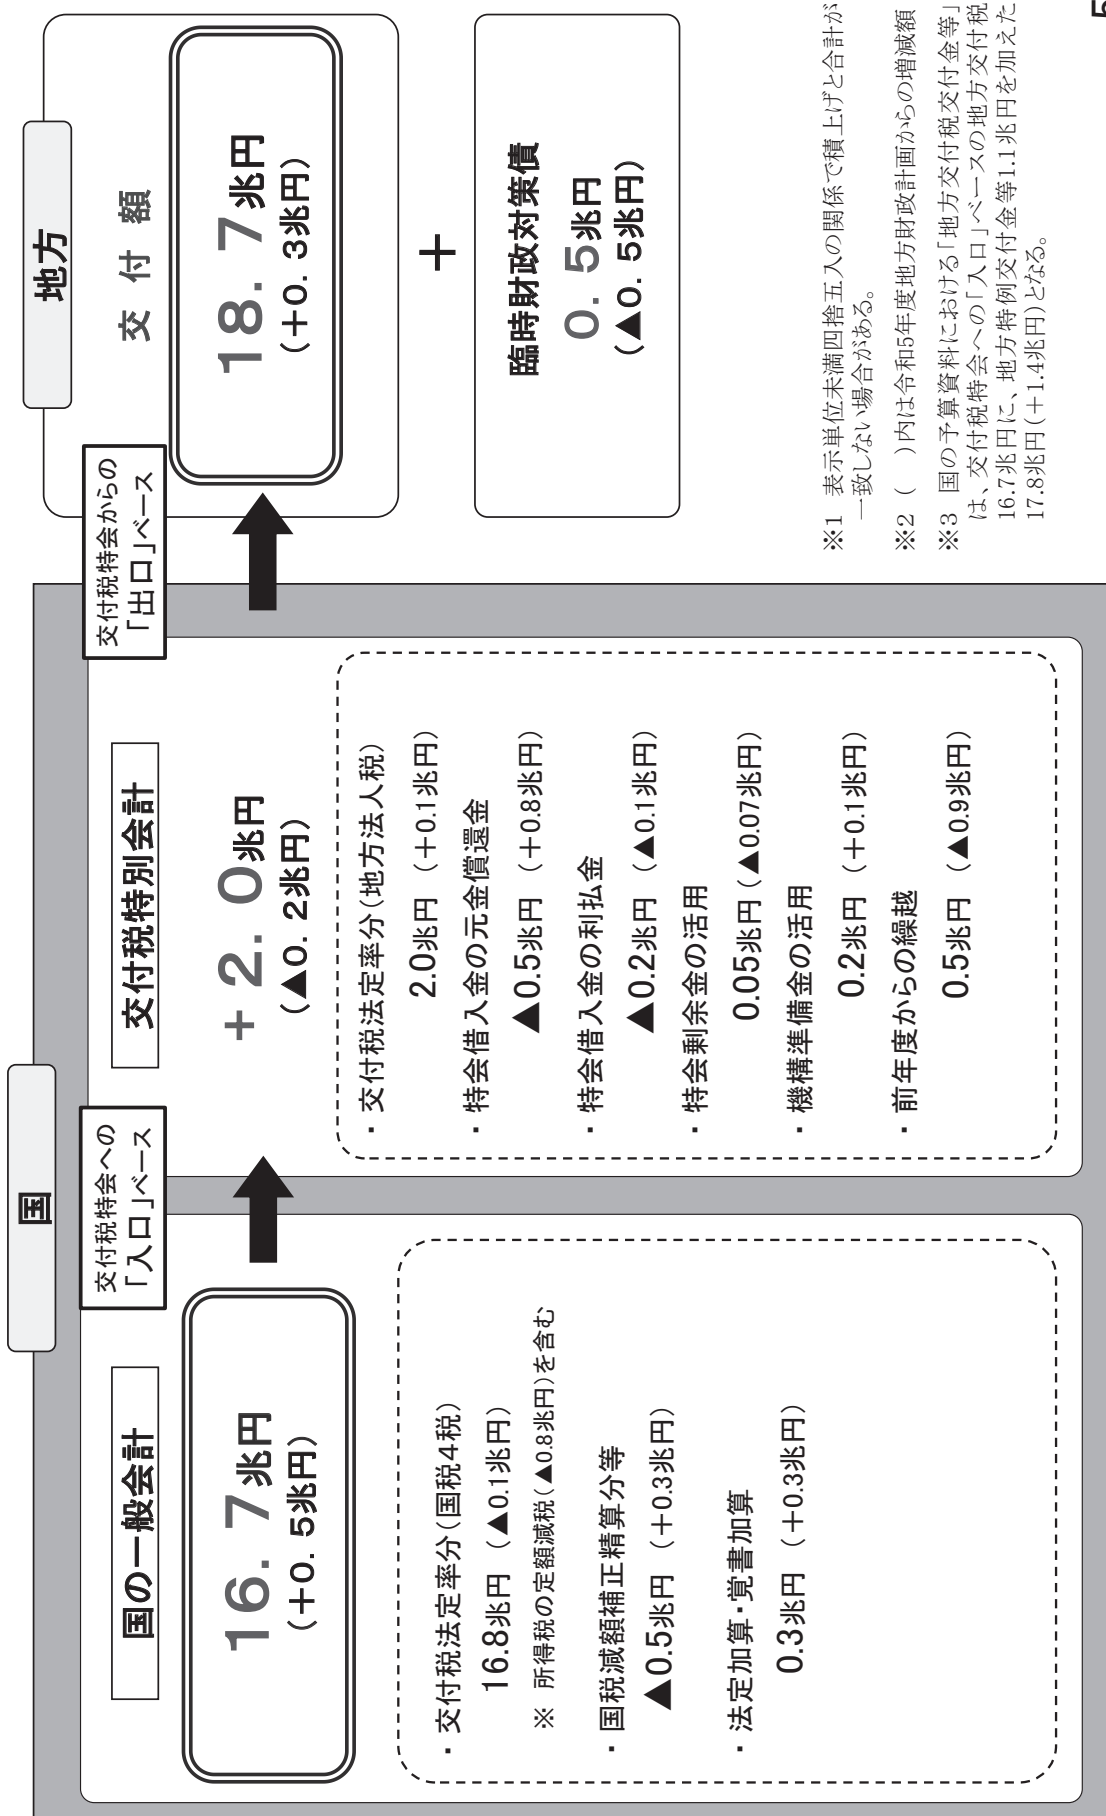 国
国の一般会計
16. 7兆円
(+0. 5兆円)
・ 交付税法定率分(国税4税)
16.8兆円 (▲0.1兆円)
※ 所得税の定額減税(▲0.8兆円)を含む
・ 国税減額補正精算分等
▲0.5兆円 (+0.3兆円)
・ 法定加算・覚書加算
0.3兆円 (+0.3兆円)
交付税特会への
「入口」ベース
交付税特別会計
+ 2. 0兆円
(▲0. 2兆円)
・ 交付税法定率分(地方法人税)
2.0兆円 (+0.1兆円)
・ 特会借入金の元金償還金
▲0.5兆円 (+0.8兆円)
・ 特会借入金の利払金
▲0.2兆円 (▲0.1兆円)
・ 特会剰余金の活用
0.05兆円 (▲0.07兆円)
・ 機構準備金の活用
0.2兆円 (+0.1兆円)
・ 前年度からの繰越
0.5兆円 (▲0.9兆円)
交付税特会からの
「出口」ベース
地方
交 付 額
18. 7兆円
(+0. 3兆円)
+
臨時財政対策債
0. 5兆円
(▲0. 5兆円)
※1 表示単位未満四捨五入の関係で積上げと合計が
一致しない場合がある。
※2 ( )内は令和5年度地方財政計画からの増減額
※3 国の予算資料における「地方交付税交付金等」
は、交付税特会への「入口」ベースの地方交付税
16.7兆円に、地方特例交付金等1.1兆円を加えた
17.8兆円(+1.4兆円)となる。